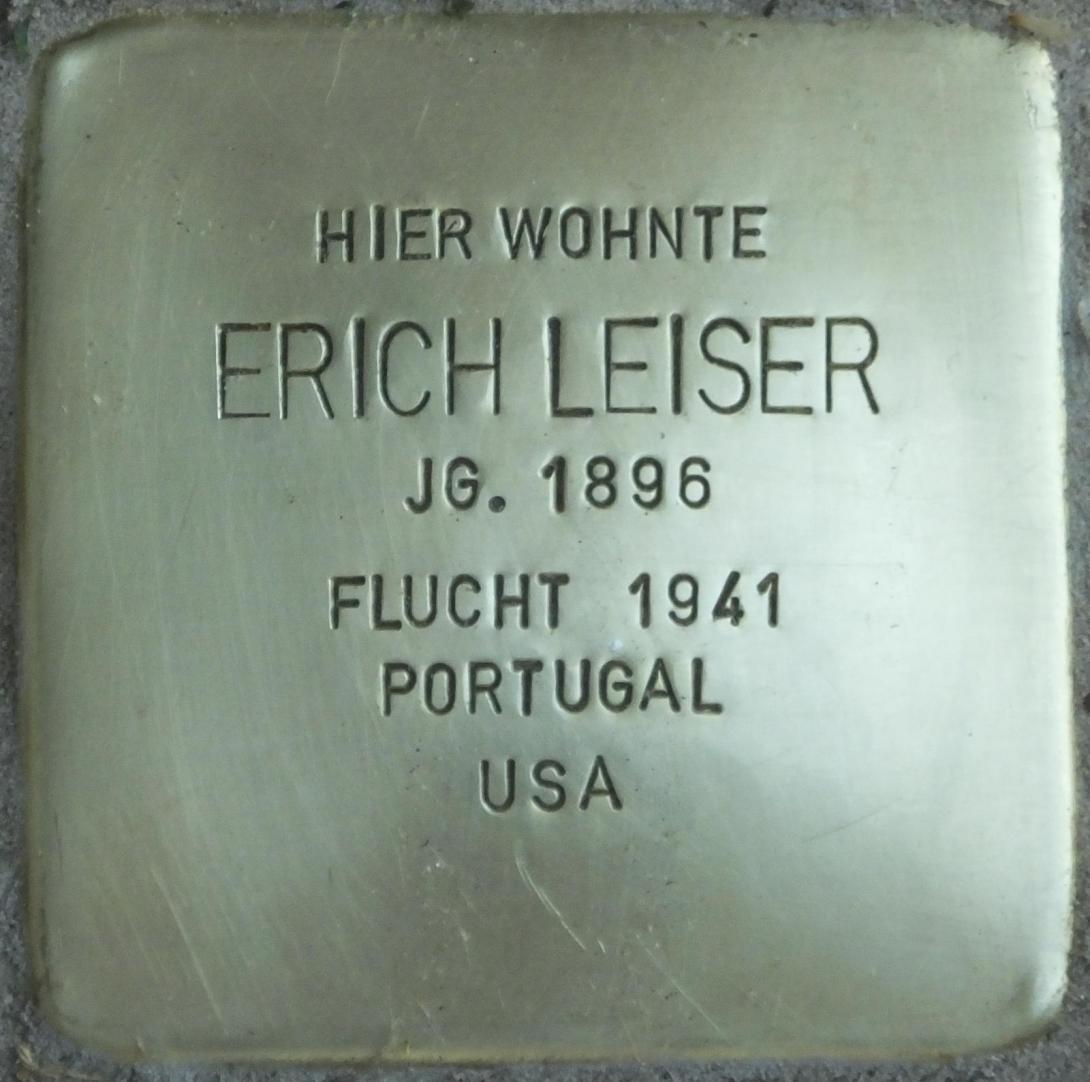 HIER WOHNTE
ERICH LEISER
JG. 1896
FLUCHT 1941
PORTUGAL
USA